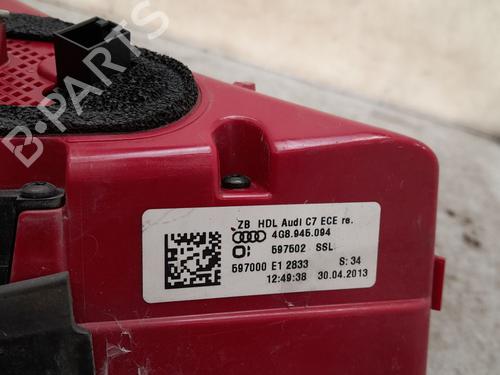 B-PARTS
ZB HDL Audi C7 ECE re.
4G8.945.094
597502 SSL
597000 E1 2833 S: 34
12:49:38 30.04.2013